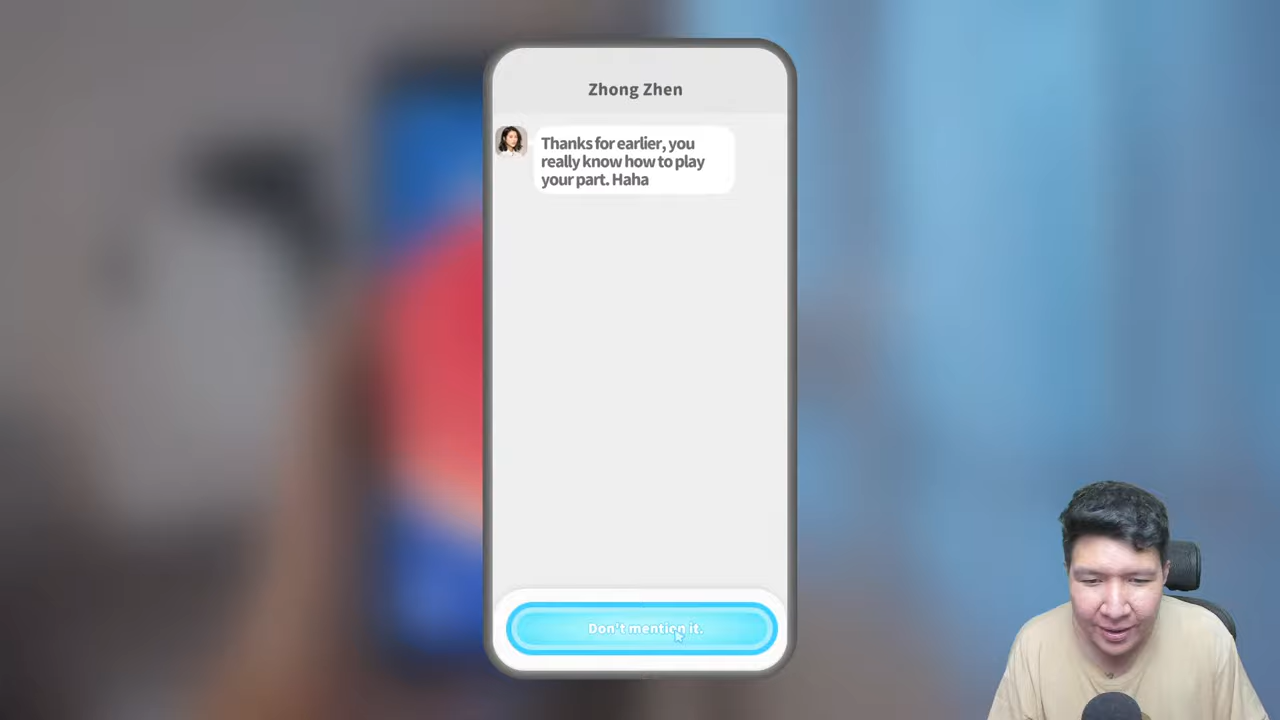 Zhong Zhen
Thanks for earlier, you
really know how to play
your part. Haha
Don't mention it.